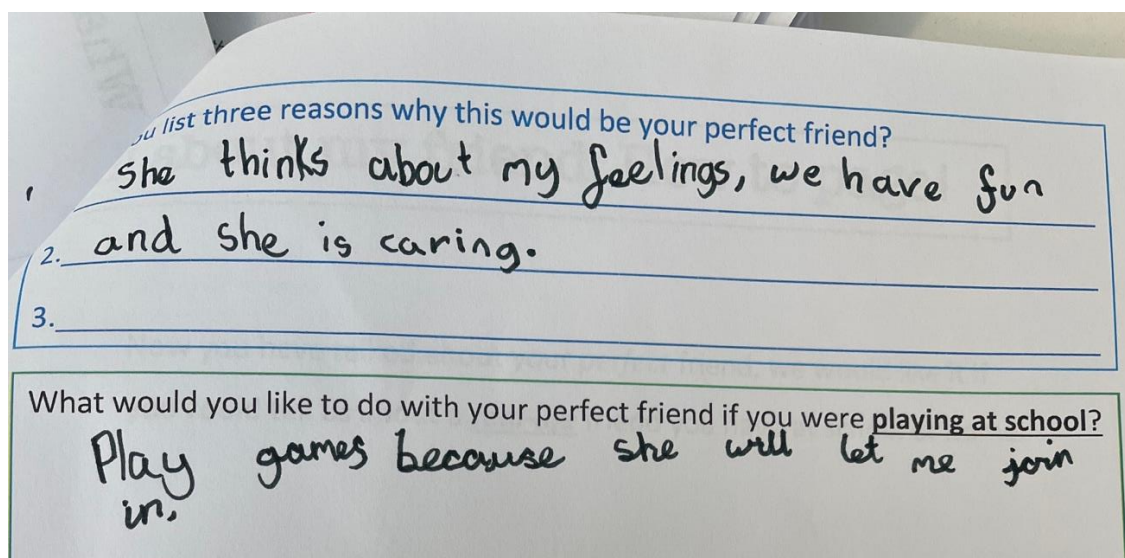 list three reasons why this would be your perfect friend?
she thinks about my feelings, we have fun
2. and she is caring.
3.
What would you like to do with your perfect friend if you were playing at school?
Play games because she will let me join
in.